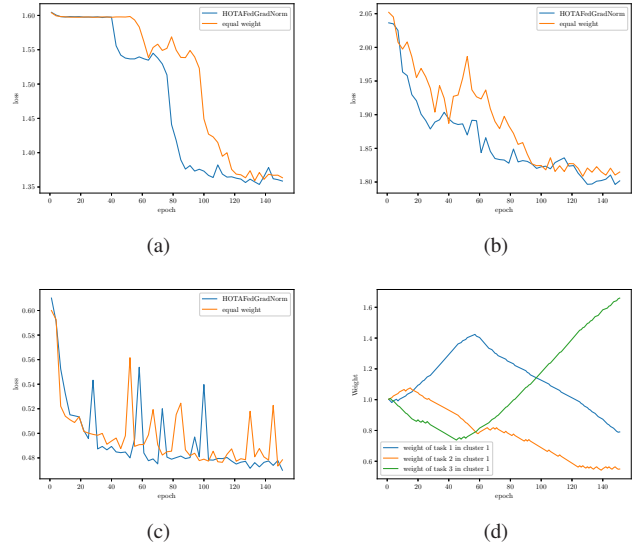 1.60
1.55
1.50
1.45
1.40
1.35
loss
0 20 40 60 80 100 120 140
epoch
HOTAFedGradNorm
equal weight
(a)
2.05
2.00
1.95
1.90
1.85
1.80
loss
0 20 40 60 80 100 120 140
epoch
HOTAFedGradNorm
equal weight
(b)
0.60
0.58
0.56
0.54
0.52
0.50
0.48
loss
0 20 40 60 80 100 120 140
epoch
HOTAFedGradNorm
equal weight
(c)
1.6
1.4
1.2
1.0
0.8
0.6
Weight
0 20 40 60 80 100 120 140
epoch
weight of task 1 in cluster 1
weight of task 2 in cluster 1
weight of task 3 in cluster 1
(d)